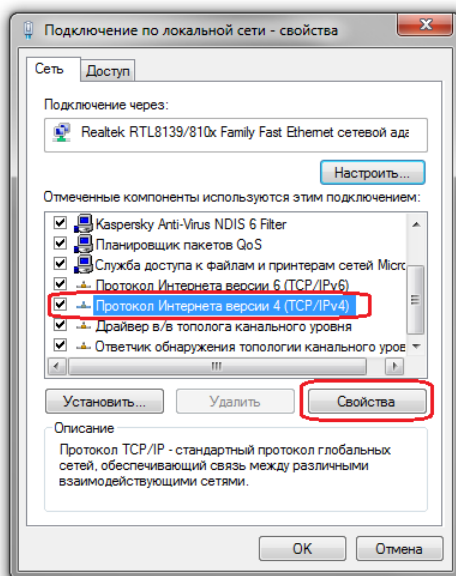 Подключение по локальной сети - свойства
Сеть Доступ
Подключение через:
Realtek RTL8139/810x Family Fast Ethernet сетевой ада
Настроить...
Отмеченные компоненты используются этим подключением:
Kaspersky Anti-Virus NDIS 6 Filter
Планировщик пакетов QoS
Служба доступа к файлам и принтерам сетей Micro
Протокол Интернета версии 6 (TCP/IPv6)
Протокол Интернета версии 4 (TCP/IPv4)
Драйвер в/в тополога канального уровня
Ответчик обнаружения топологии канального уров
Установить... Удалить Свойства
Описание
Протокол TCP/IP - стандартный протокол глобальных
сетей, обеспечивающий связь между различными
взаимодействующими сетями.
OK Отмена